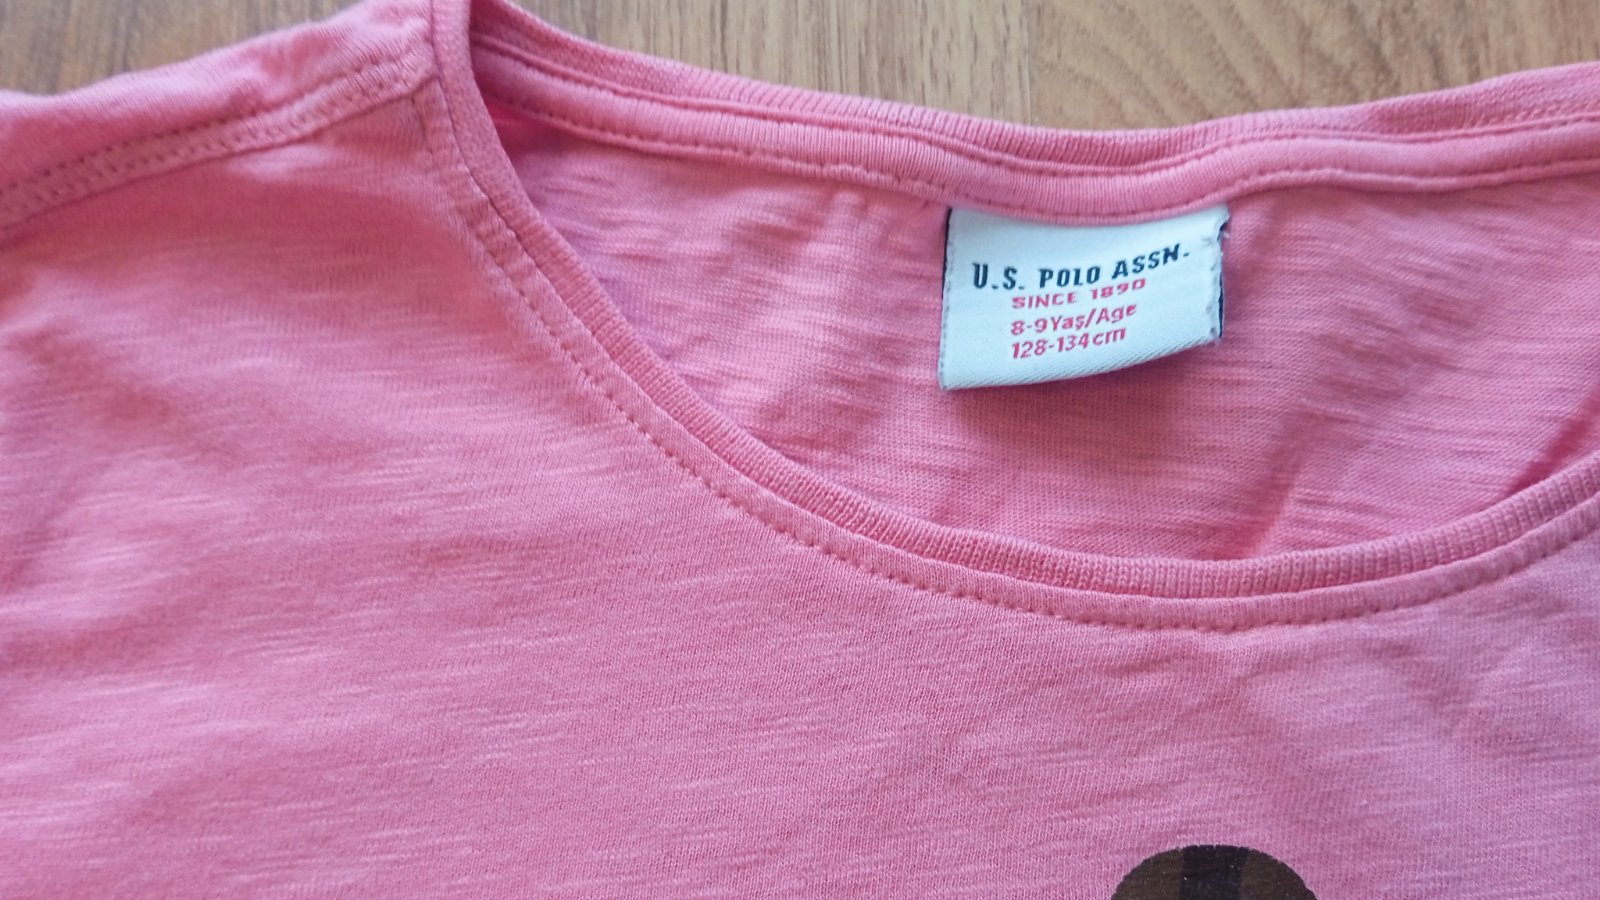 U.S. POLO ASSN.
SINCE 1890
8-9Yaş/Age
128-134cm